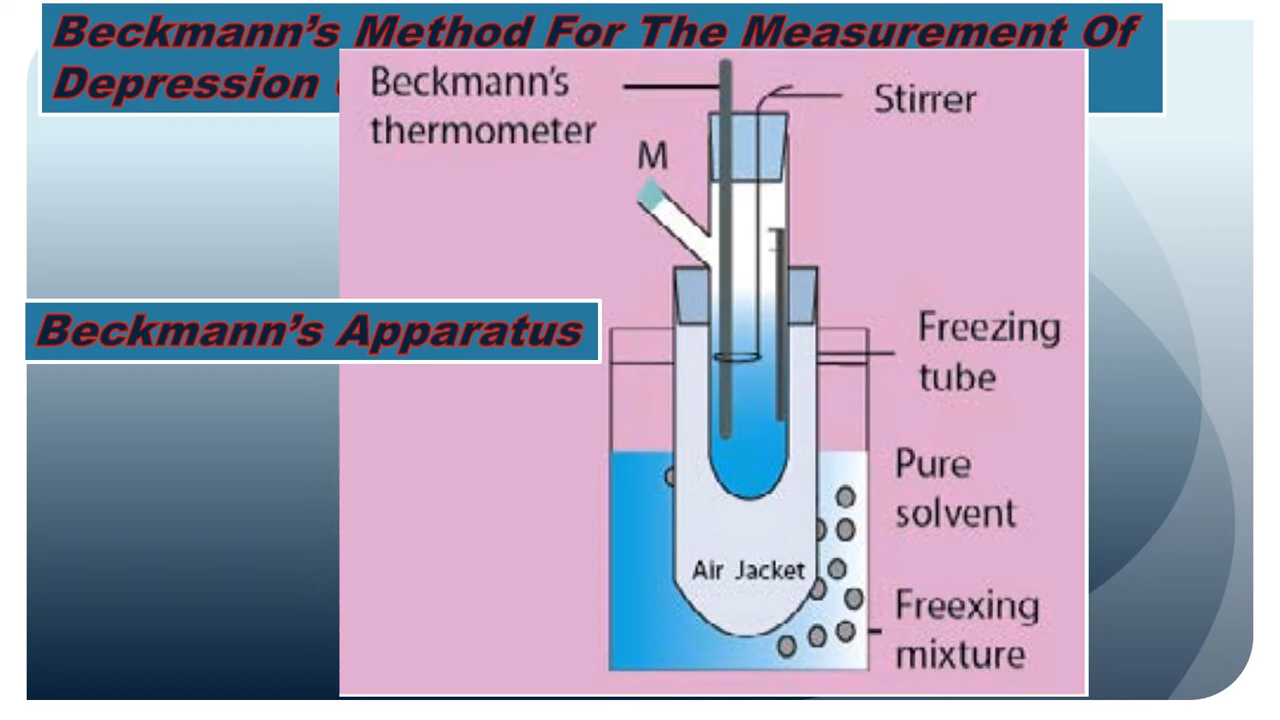 Beckmann's Method For The Measurement Of
Depression
Beckmann's
thermometer
Stirrer
M
Beckmann's Apparatus
Freezing
tube
Pure
solvent
Air Jacket
Freexing
mixture